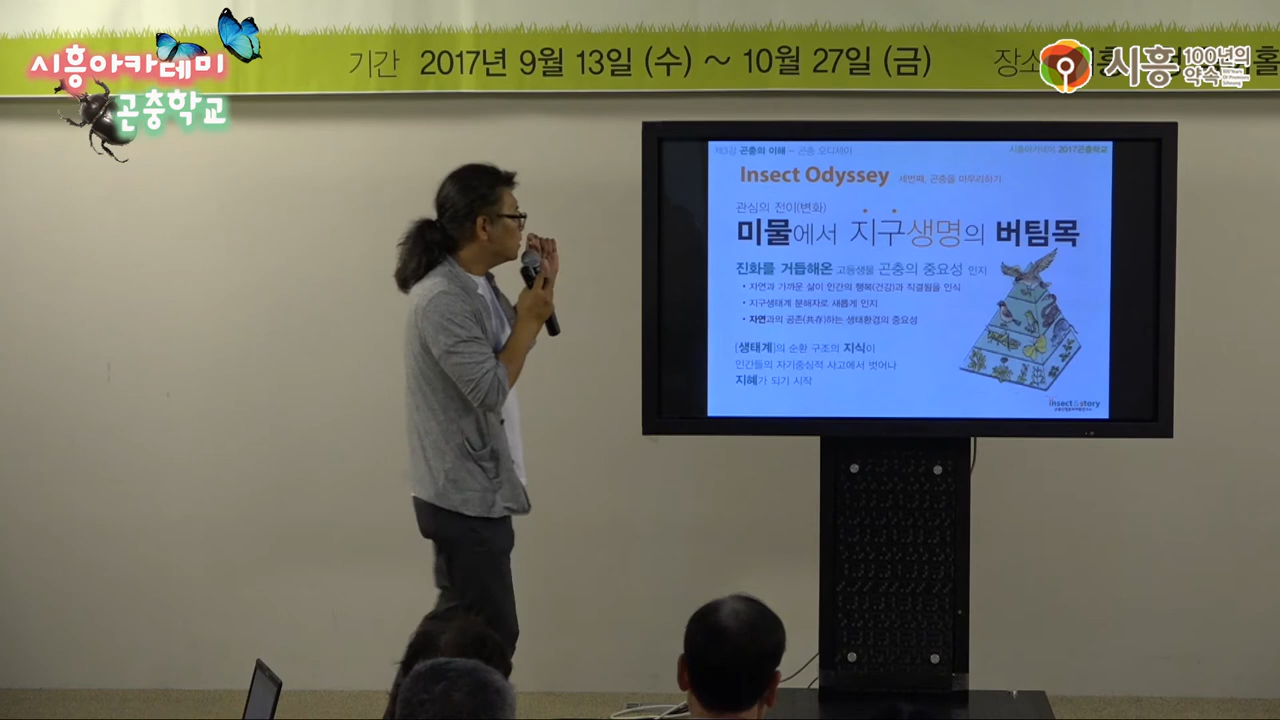 시흥아카데미
곤충학교
기간 2017년 9월 13일 (수) ~ 10월 27일 (금)
장소
시흥 100년의 약속
제3강 곤충의 이해 - 곤충 오디세이
시흥아카데미 2017곤충학교
Insect Odyssey 세번째, 곤충을 마무리하기
관심의 전이(변화)
미물에서 지구생명의 버팀목
진화를 거듭해온 고등생물 곤충의 중요성 인지
• 자연과 가까운 삶이 인간의 행복(건강)과 직결됨을 인식
• 지구생태계 분해자로 새롭게 인지
• 자연과의 공존(共存)하는 생태환경의 중요성
(생태계)의 순환 구조의 지식이
인간들의 자기중심적 사고에서 벗어나
지혜가 되기 시작
insect&story